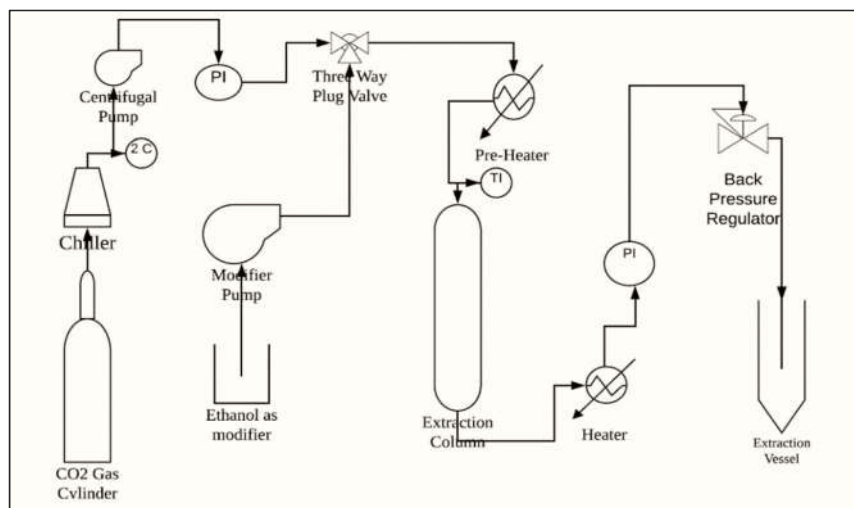 Centrifugal
Pump
PI
Three Way
Plug Valve
2 C
Pre-Heater
TI
Chiller
Back
Pressure
Regulator
Modifier
Pump
PI
Ethanol as
modifier
Extraction
Column
Heater
Extraction
Vessel
CO2 Gas
Cylinder